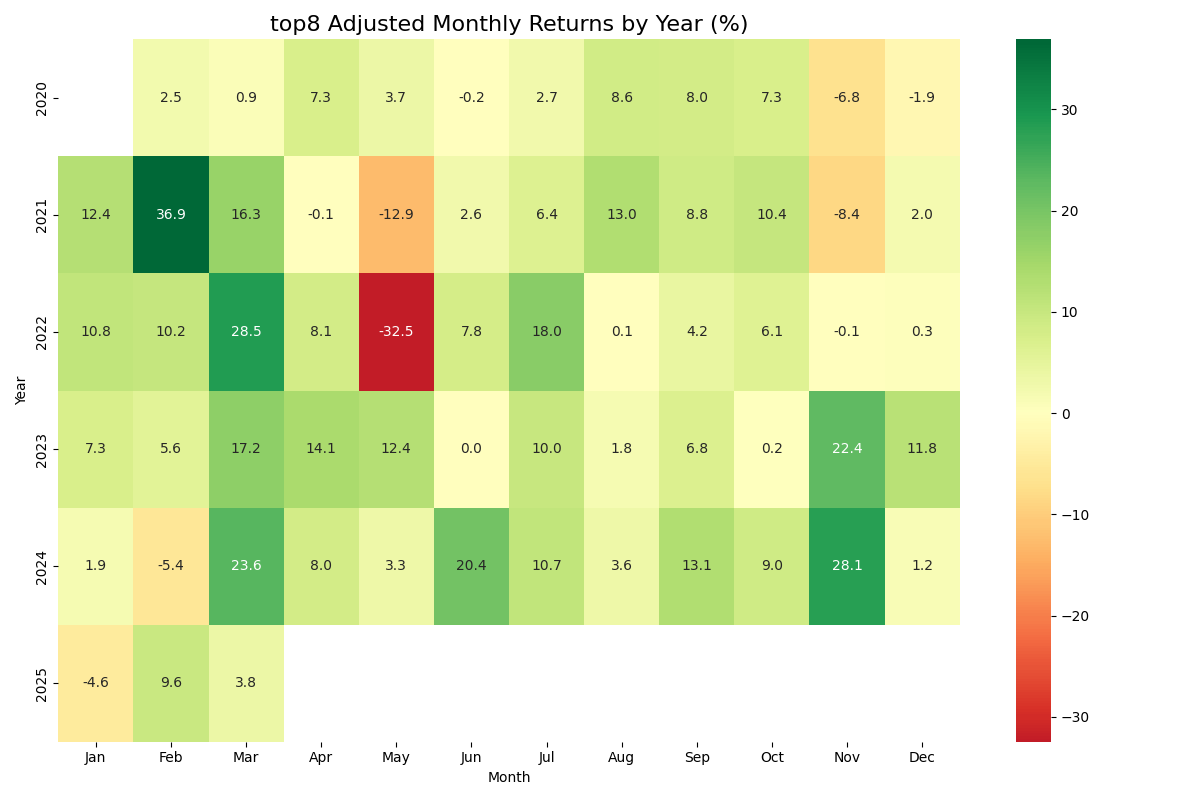 top8 Adjusted Monthly Returns by Year (%)
2020 2.5 0.9 7.3 3.7 -0.2 2.7 8.6 8.0 7.3 -6.8 -1.9
2021 12.4 36.9 16.3 -0.1 -12.9 2.6 6.4 13.0 8.8 10.4 -8.4 2.0
2022 10.8 10.2 28.5 8.1 -32.5 7.8 18.0 0.1 4.2 6.1 -0.1 0.3
2023 7.3 5.6 17.2 14.1 12.4 0.0 10.0 1.8 6.8 0.2 22.4 11.8
2024 1.9 -5.4 23.6 8.0 3.3 20.4 10.7 3.6 13.1 9.0 28.1 1.2
2025 -4.6 9.6 3.8
Jan Feb Mar Apr May Jun Jul Aug Sep Oct Nov Dec
Month
Year
30
20
10
0
−10
−20
−30